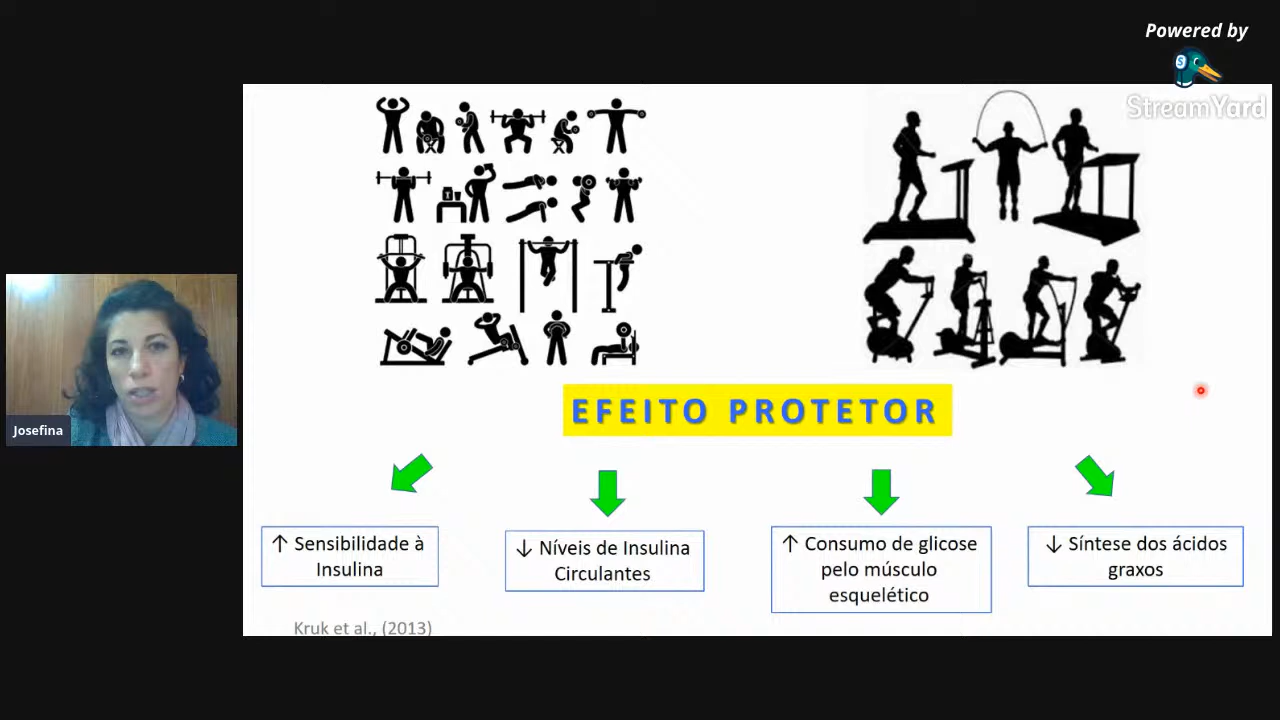 Powered by
StreamYard
EFEITO PROTETOR
Josefina
↑ Sensibilidade à
Insulina
↓ Níveis de Insulina
Circulantes
↑ Consumo de glicose
pelo músculo
esquelético
↓ Síntese dos ácidos
graxos
Kruk et al., (2013)